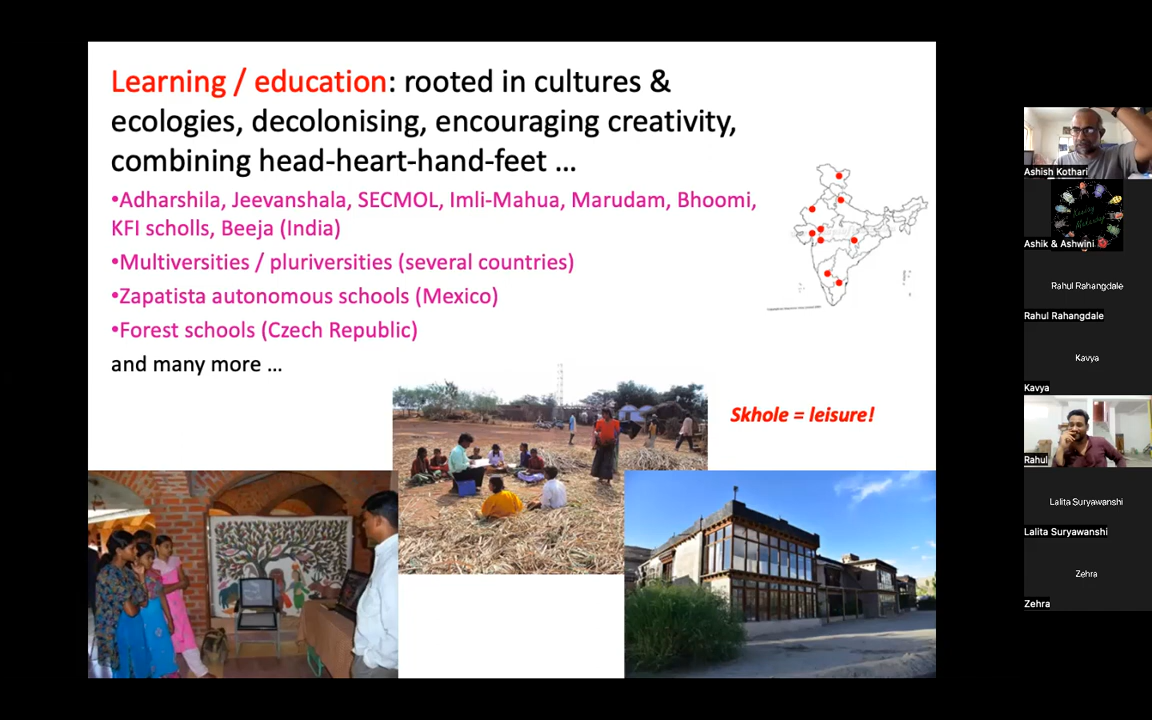 Learning / education: rooted in cultures &
ecologies, decolonising, encouraging creativity,
combining head-heart-hand-feet ...
•Adharshila, Jeevanshala, SECMOL, Imli-Mahua, Marudam, Bhoomi,
KFI scholls, Beeja (India)
•Multiversities / pluriversities (several countries)
•Zapatista autonomous schools (Mexico)
•Forest schools (Czech Republic)
and many more ...
Skhole = leisure!
Ashish Kothari
Ashik & Ashwini
Rahul Rahangdale
Rahul Rahangdale
Kavya
Kavya
Rahul
Lalita Suryawanshi
Lalita Suryawanshi
Zehra
Zehra